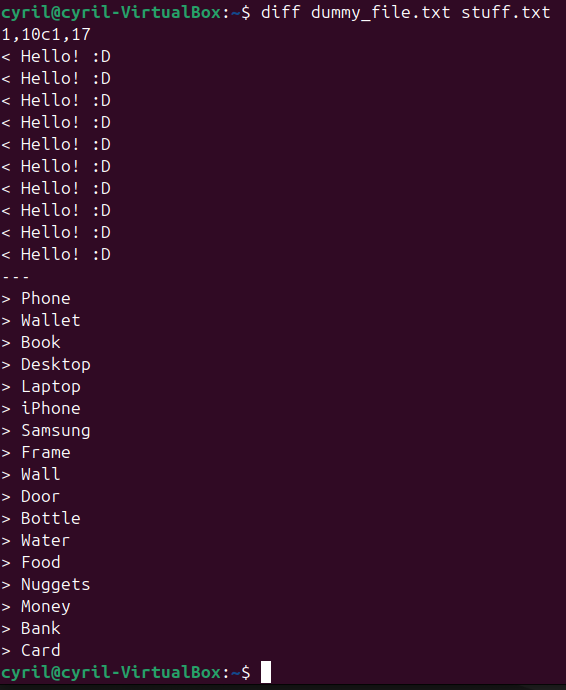 cyril@cyril-VirtualBox:~$ diff dummy_file.txt stuff.txt
1,10c1,17
< Hello! :D
< Hello! :D
< Hello! :D
< Hello! :D
< Hello! :D
< Hello! :D
< Hello! :D
< Hello! :D
< Hello! :D
< Hello! :D
---
> Phone
> Wallet
> Book
> Desktop
> Laptop
> iPhone
> Samsung
> Frame
> Wall
> Door
> Bottle
> Water
> Food
> Nuggets
> Money
> Bank
> Card
cyril@cyril-VirtualBox:~$